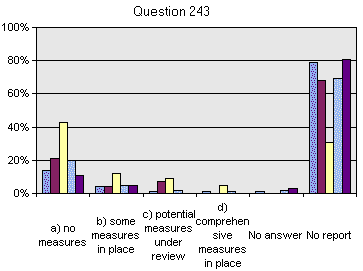 Question 243
100%
80%
60%
40%
20%
0%
a) no
measures
b) some
measures
in place
c) potential
measures
under
review
d)
comprehen
sive
measures
in place
No answer
No report